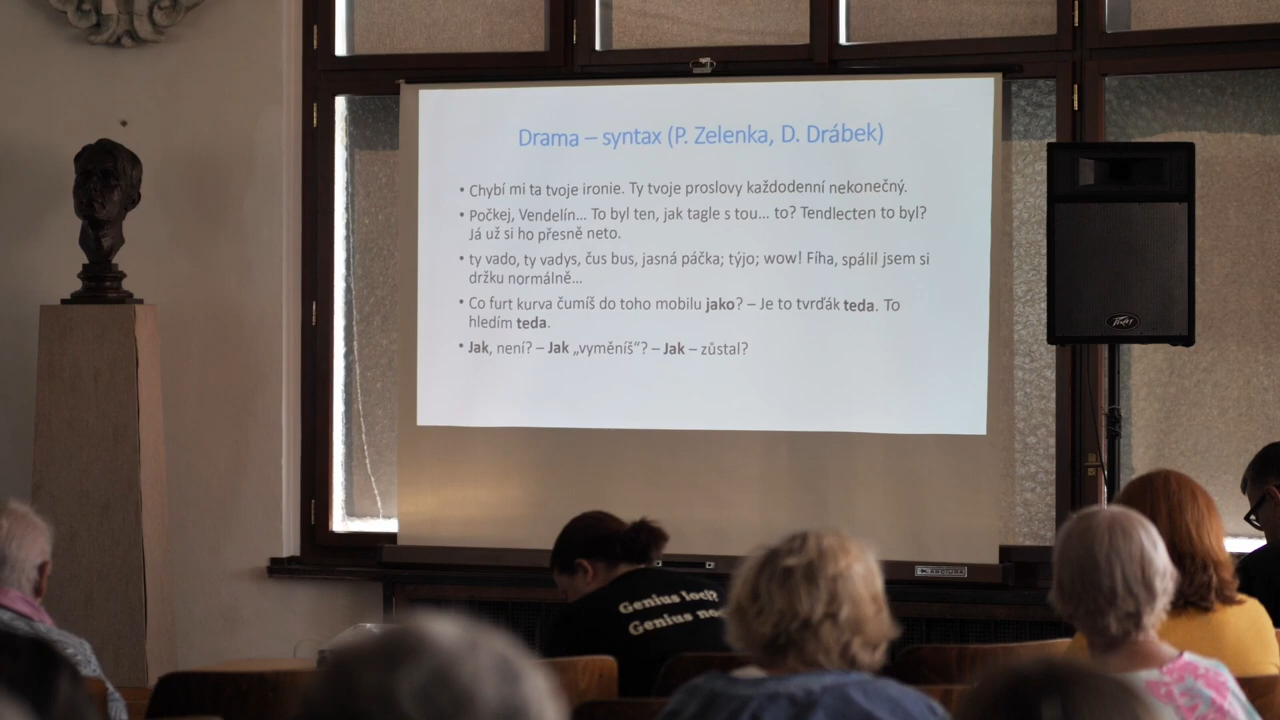 Drama – syntax (P. Zelenka, D. Drábek)
• Chybí mi ta tvoje ironie. Ty tvoje proslovy každodenní nekonečný.
• Počkej, Vendelín... To byl ten, jak tagle s tou... to? Tendlecten to byl?
Já už si ho přesně neto.
• ty vado, ty vadys, čus bus, jasná páčka; týjo; wow! Fíha, spálil jsem si
držku normálně...
• Co furt kurva čumíš do toho mobilu jako? – Je to tvrďák teda. To
hledím teda.
• Jak, není? – Jak „vyměníš“? – Jak – zůstal?
Peavey
Genius loci?
Genius